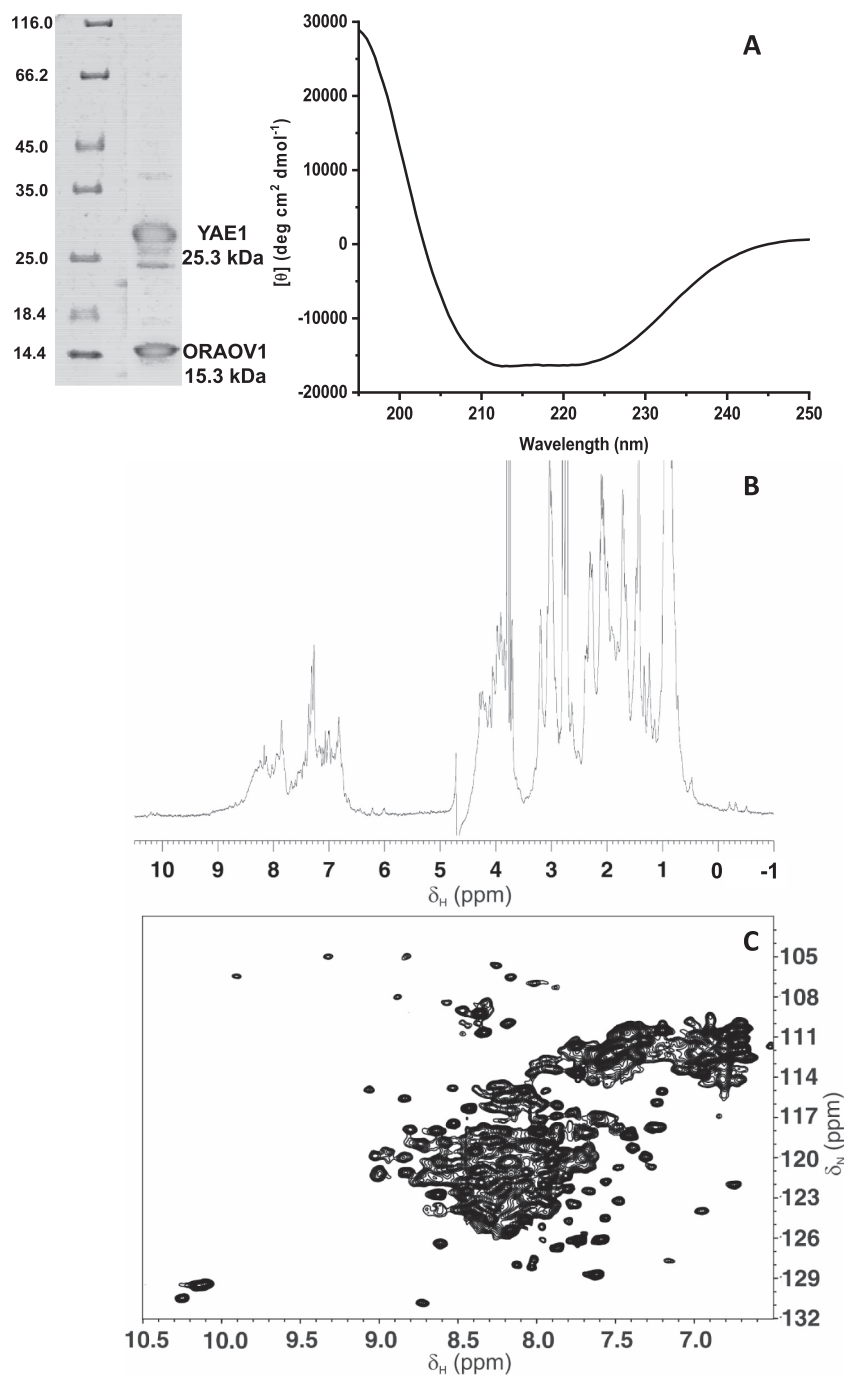 116.0
66.2
45.0
35.0
25.0
18.4
14.4
YAE1
25.3 kDa
ORAOV1
15.3 kDa
A
30000
20000
10000
0
-10000
-20000
[θ] (deg cm² dmol⁻¹)
200 210 220 230 240 250
Wavelength (nm)
B
10 9 8 7 6 5 4 3 2 1 0 -1
δH (ppm)
C
105
108
111
114
117
120
123
126
129
132
δN (ppm)
10.5 10.0 9.0 8.5 8.0 7.5 7.0
δH (ppm)